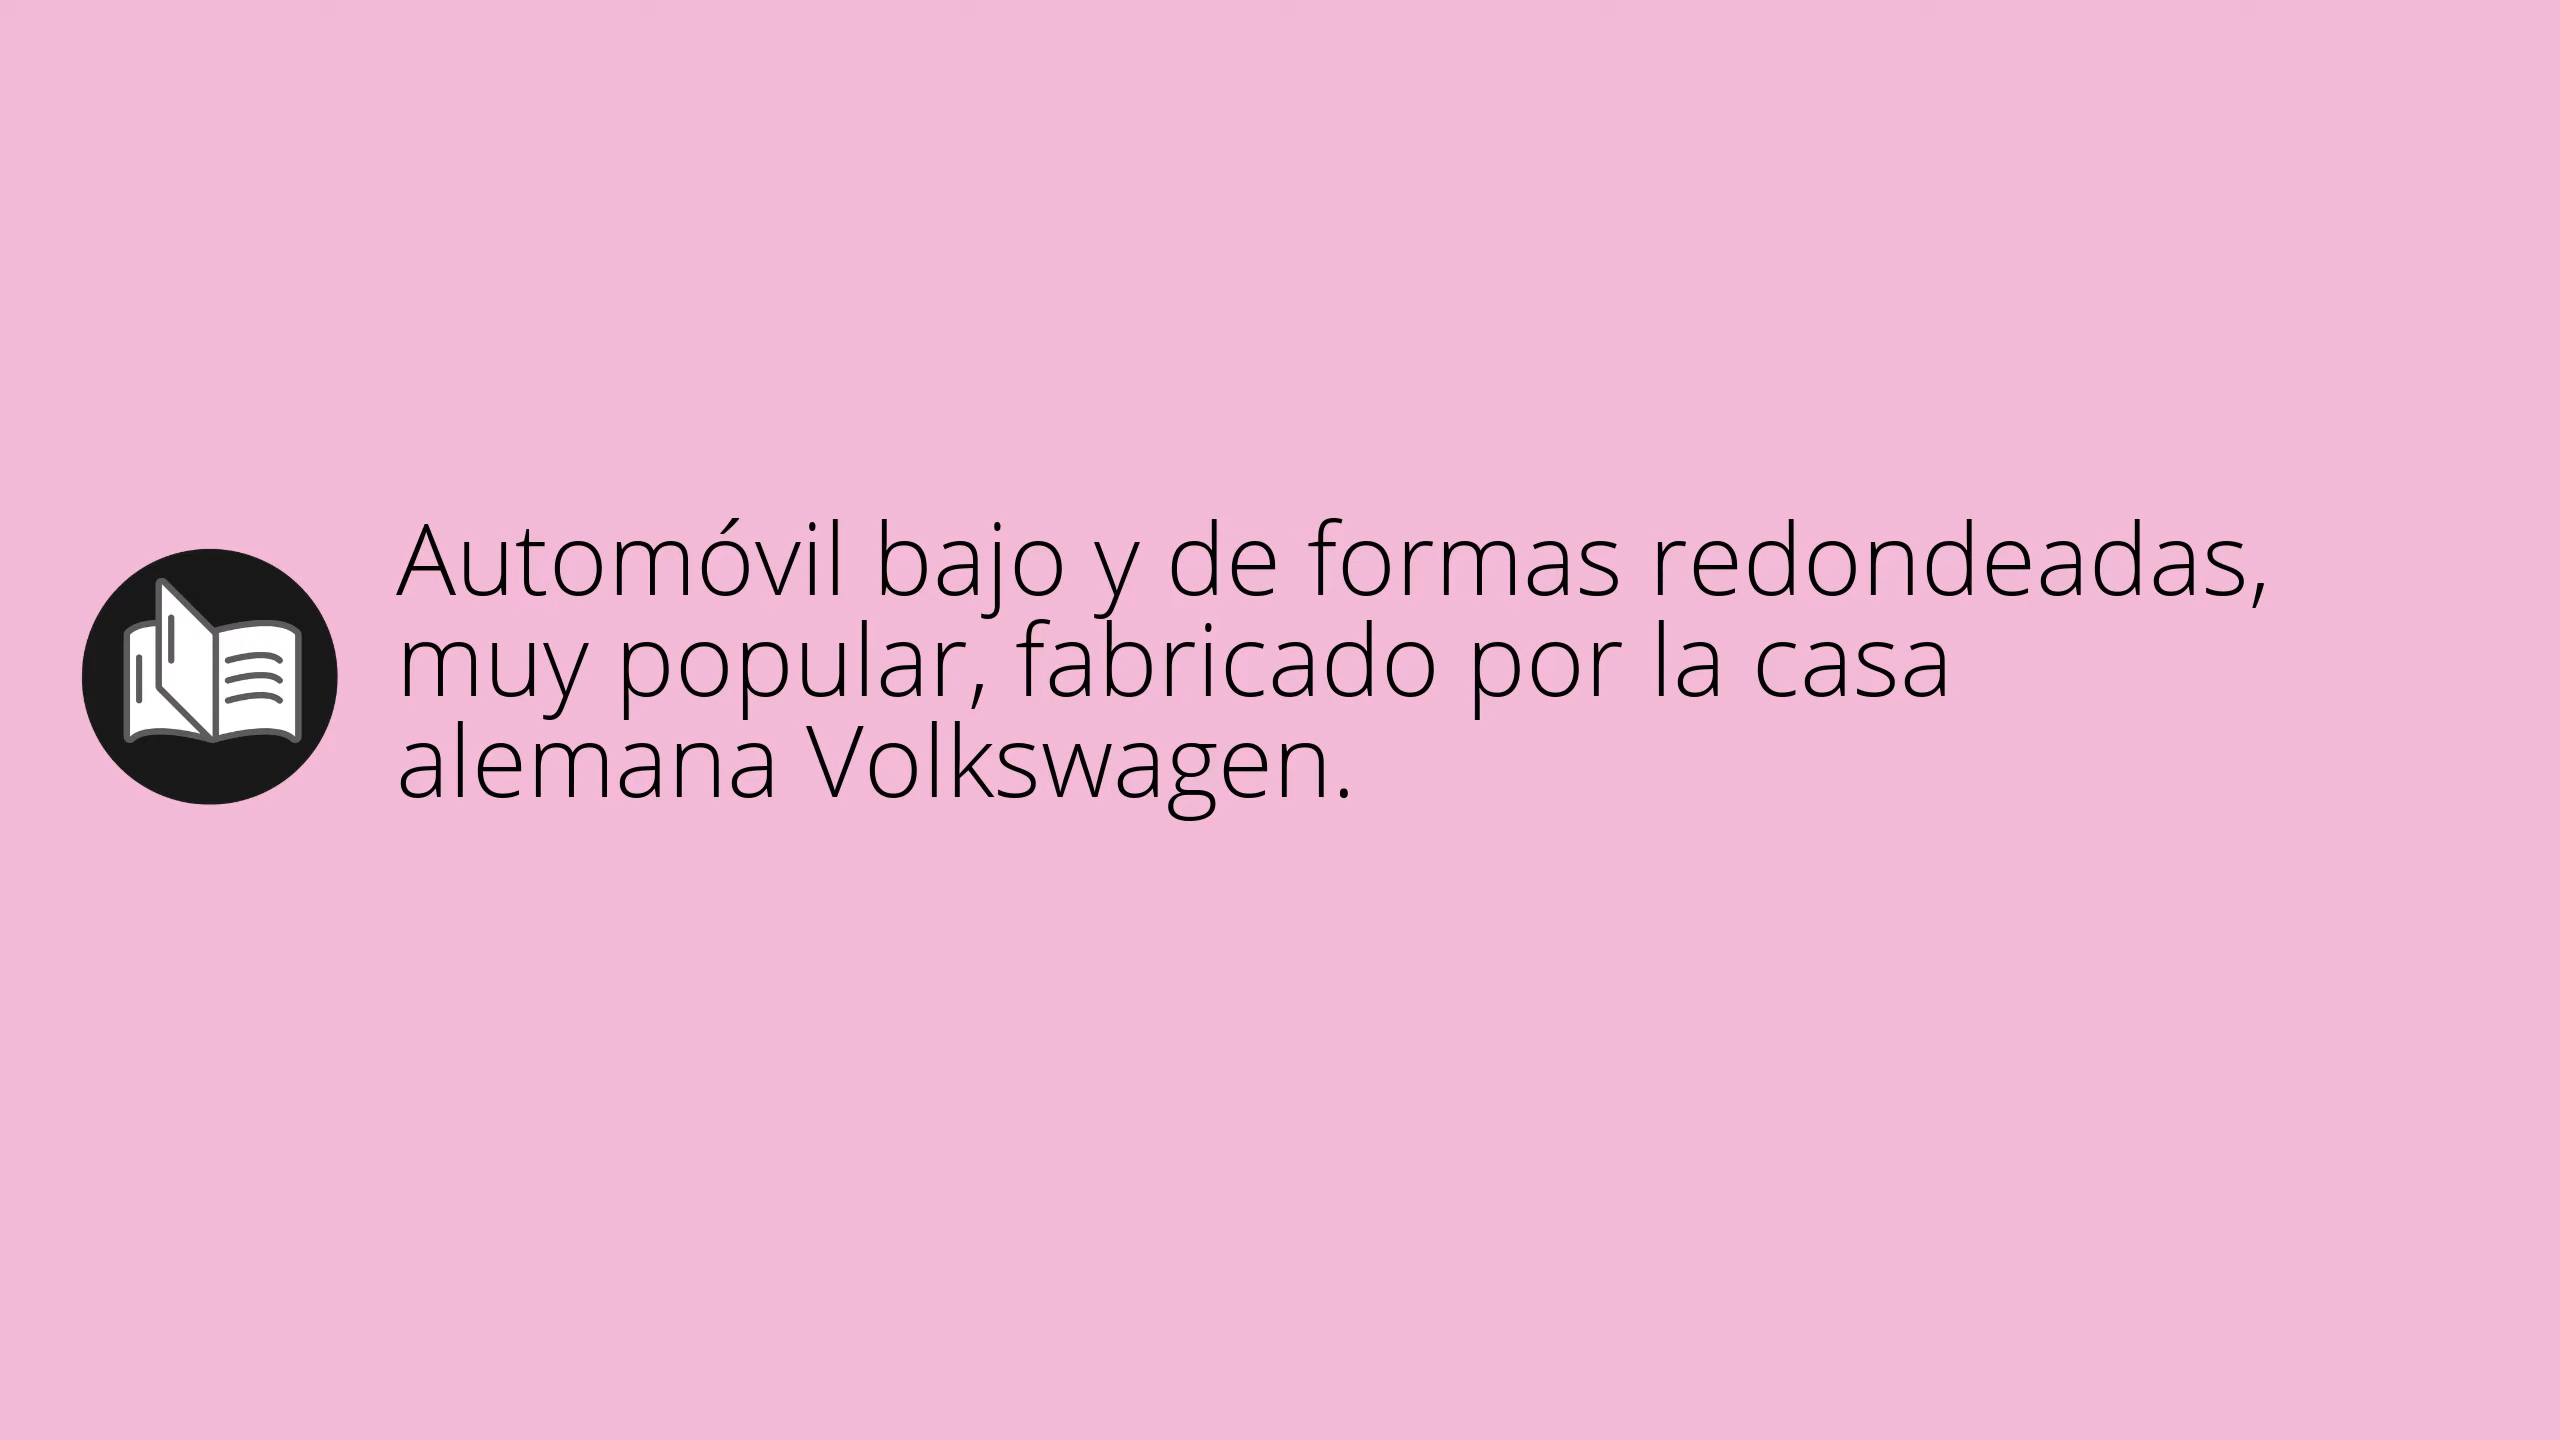 Automóvil bajo y de formas redondeadas,
muy popular, fabricado por la casa
alemana Volkswagen.